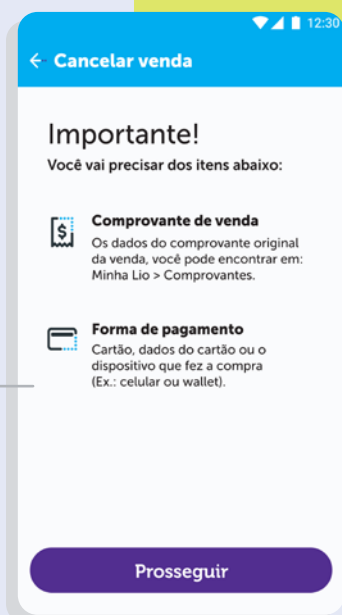 12:30
Cancelar venda
Importante!
Você vai precisar dos itens abaixo:
Comprovante de venda
Os dados do comprovante original
da venda, você pode encontrar em:
Minha Lio > Comprovantes.
Forma de pagamento
Cartão, dados do cartão ou o
dispositivo que fez a compra
(Ex.: celular ou wallet).
Prosseguir